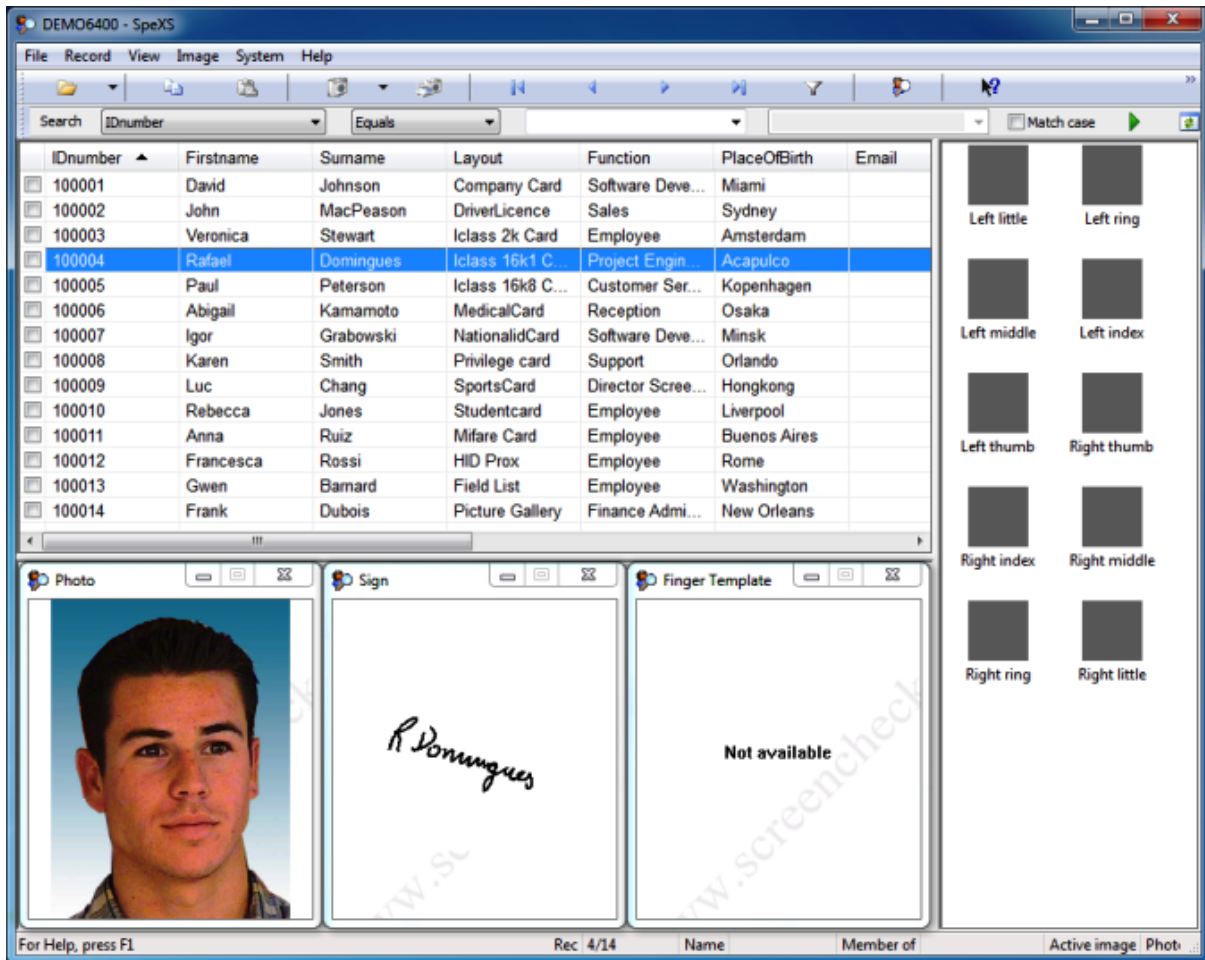 DEMO6400 - SpeXS
File Record View Image System Help
Search IDnumber Equals Match case
IDnumber Firstname Surname Layout Function PlaceOfBirth Email
100001 David Johnson Company Card Software Deve... Miami
100002 John MacPeason DriverLicence Sales Sydney
100003 Veronica Stewart Iclass 2k Card Employee Amsterdam
100004 Rafael Domingues Iclass 16k1 C... Project Engin... Acapulco
100005 Paul Peterson Iclass 16k8 C... Customer Ser... Kopenhagen
100006 Abigail Kamamoto MedicalCard Reception Osaka
100007 Igor Grabowski NationalidCard Software Deve... Minsk
100008 Karen Smith Privilege card Support Orlando
100009 Luc Chang SportsCard Director Scree... Hongkong
100010 Rebecca Jones Studentcard Employee Liverpool
100011 Anna Ruiz Mifare Card Employee Buenos Aires
100012 Francesca Rossi HID Prox Employee Rome
100013 Gwen Barnard Field List Employee Washington
100014 Frank Dubois Picture Gallery Finance Admi... New Orleans
Left little Left ring
Left middle Left index
Left thumb Right thumb
Right index Right middle
Right ring Right little
Photo
Sign
R Domingues
Finger Template
Not available
www.screencheck
For Help, press F1 Rec 4/14 Name Member of Active image Phot